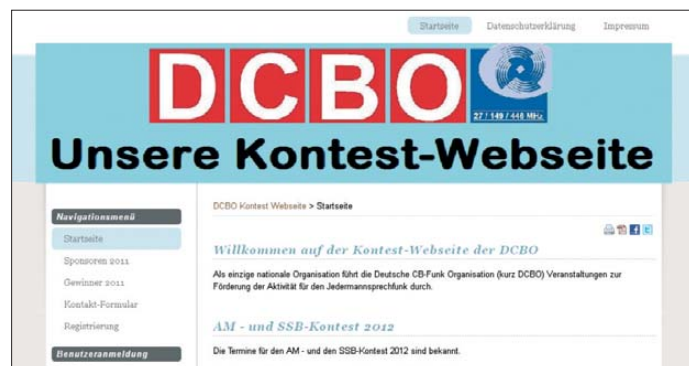 Startseite Datenschutzerklärung Impressum
DCBO
27 / 149 / 446 MHz
Unsere Kontest-Webseite
DCBO Kontest Webseite > Startseite
Navigationsmenü
Startseite
Sponsoren 2011
Gewinner 2011
Kontakt-Formular
Registrierung
Benutzeranmeldung
Willkommen auf der Kontest-Webseite der DCBO
Als einzige nationale Organisation führt die Deutsche CB-Funk Organisation (kurz DCBO) Veranstaltungen zur
Förderung der Aktivität für den Jedermannsprechfunk durch.
AM - und SSB-Kontest 2012
Die Termine für den AM - und den SSB-Kontest 2012 sind bekannt.